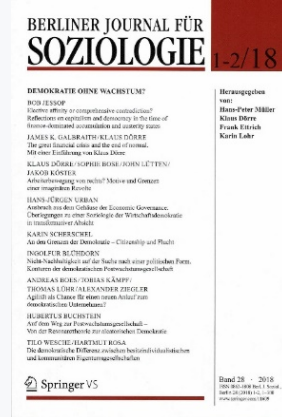 BERLINER JOURNAL FÜR
SOZIOLOGIE
1-2/18
DEMOKRATIE OHNE WACHSTUM?
BOB JESSOP
Elective affinity or comprehensive contradiction?
Reflections on capitalism and democracy in the time of
finance-dominated accumulation and austerity states
JAMES K. GALBRAITH/KLAUS DÖRRE
The great financial crisis and the end of normal.
Mit einer Einführung von Klaus Dörre
KLAUS DÖRRE/SOPHIE BOSE/JOHN LÜTTEN/
JAKOB KÖSTER
Arbeiterbewegung von rechts? Motive und Grenzen
einer imaginären Revolte
HANS-JÜRGEN URBAN
Ausbruch aus dem Gehäuse der Economic Governance.
Überlegungen zu einer Soziologie der Wirtschaftsdemokratie
in transformativer Absicht
KARIN SCHERSCHEL
An den Grenzen der Demokratie – Citizenship und Flucht
INGOLFUR BLÜHDORN
Nicht-Nachhaltigkeit auf der Suche nach einer politischen Form.
Konturen der demokratischen Postwachstumsgesellschaft
ANDREAS BOES/TOBIAS KÄMPF/
THOMAS LÜHR/ALEXANDER ZIEGLER
Agilität als Chance für einen neuen Anlauf zum
demokratischen Unternehmen?
HUBERTUS BUCHSTEIN
Auf dem Weg zur Postwachstumsgesellschaft –
Von der Ressourcentheorie zur aleatorischen Demokratie
TILO WESCHE/HARTMUT ROSA
Die demokratische Differenz zwischen besitzindividualistischen
und kommunitären Eigentumsgesellschaften
Herausgegeben
von:
Hans-Peter Müller
Klaus Dörre
Frank Ettrich
Karin Lohr
Springer VS
Band 28 · 2018